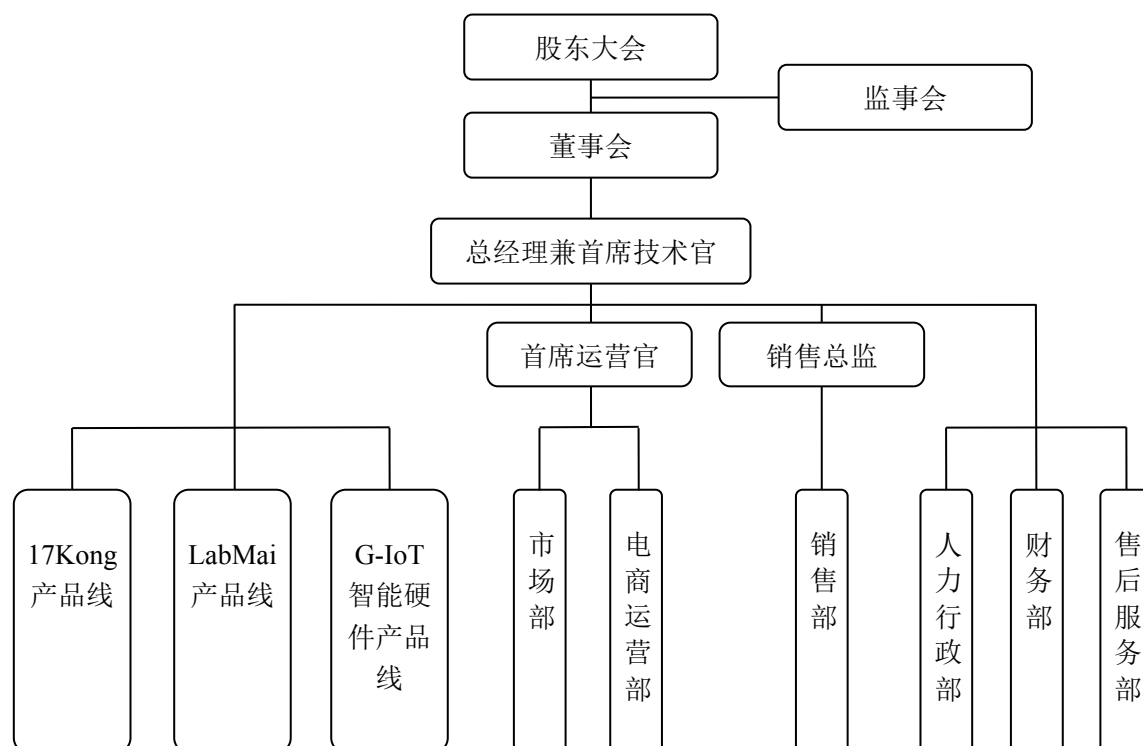 股东大会
监事会
董事会
总经理兼首席技术官
首席运营官
销售总监
17Kong
产品线
LabMai
产品线
G-IoT
智能硬
件产品
线
市场部
电商运营部
销售部
人力行政部
财务部
售后服务部